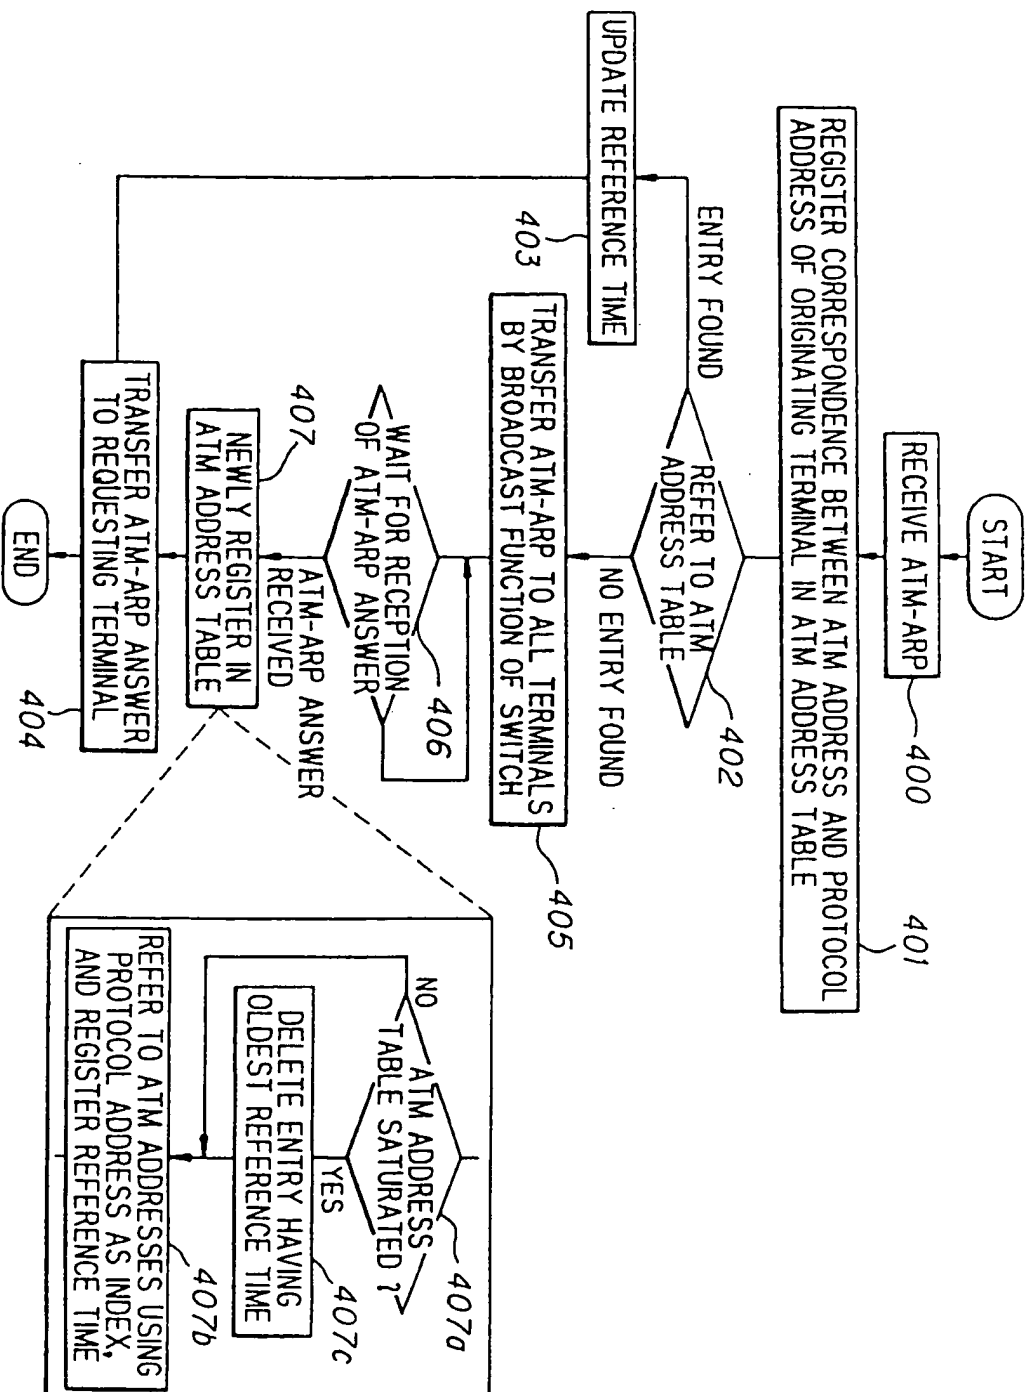 START
RECEIVE ATM-ARP
400
REGISTER CORRESPONDENCE BETWEEN ATM ADDRESS AND PROTOCOL
ADDRESS OF ORIGINATING TERMINAL IN ATM ADDRESS TABLE
401
REFER TO ATM
ADDRESS TABLE
402
ENTRY FOUND
UPDATE REFERENCE TIME
403
NO ENTRY FOUND
TRANSFER ATM-ARP TO ALL TERMINALS
BY BROADCAST FUNCTION OF SWITCH
405
WAIT FOR RECEPTION
OF ATM-ARP ANSWER
406
ATM-ARP ANSWER
RECEIVED
407
NEWLY REGISTER IN
ATM ADDRESS TABLE
TRANSFER ATM-ARP ANSWER
TO REQUESTING TERMINAL
404
END
ATM ADDRESS
TABLE SATURATED ?
407a
NO
YES
DELETE ENTRY HAVING
OLDEST REFERENCE TIME
407c
REFER TO ATM ADDRESSES USING
PROTOCOL ADDRESS AS INDEX,
AND REGISTER REFERENCE TIME
407b